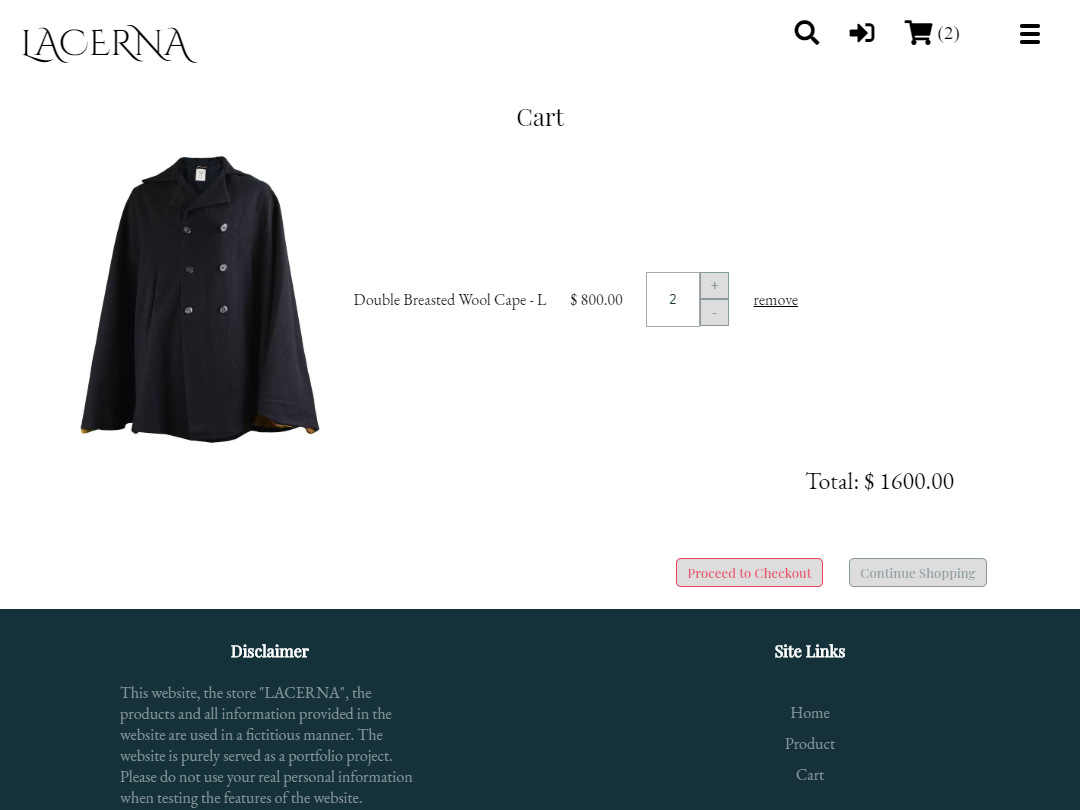 LACERNA
(2)
Cart
Double Breasted Wool Cape - L $ 800.00 2 + - remove
Total: $ 1600.00
Proceed to Checkout Continue Shopping
Disclaimer
This website, the store "LACERNA", the
products and all information provided in the
website are used in a fictitious manner. The
website is purely served as a portfolio project.
Please do not use your real personal information
when testing the features of the website.
Site Links
Home
Product
Cart